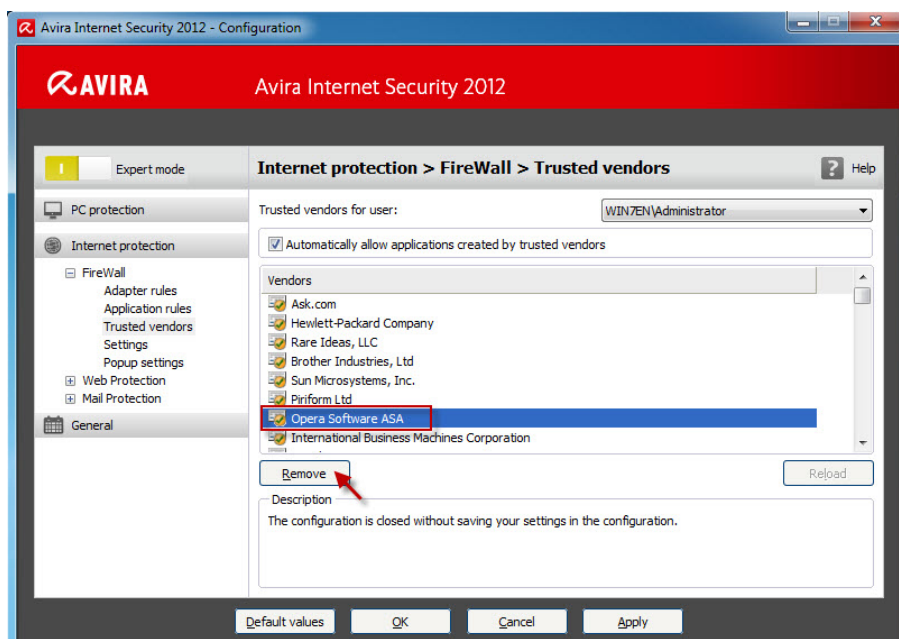 Avira Internet Security 2012 - Configuration
AVIRA
Avira Internet Security 2012
Expert mode
Internet protection > FireWall > Trusted vendors
? Help
PC protection
Internet protection
FireWall
Adapter rules
Application rules
Trusted vendors
Settings
Popup settings
Web Protection
Mail Protection
General
Trusted vendors for user:
WIN7EN\Administrator
Automatically allow applications created by trusted vendors
Vendors
Ask.com
Hewlett-Packard Company
Rare Ideas, LLC
Brother Industries, Ltd
Sun Microsystems, Inc.
Piriform Ltd
Opera Software ASA
International Business Machines Corporation
Remove
Reload
Description
The configuration is closed without saving your settings in the configuration.
Default values
OK
Cancel
Apply